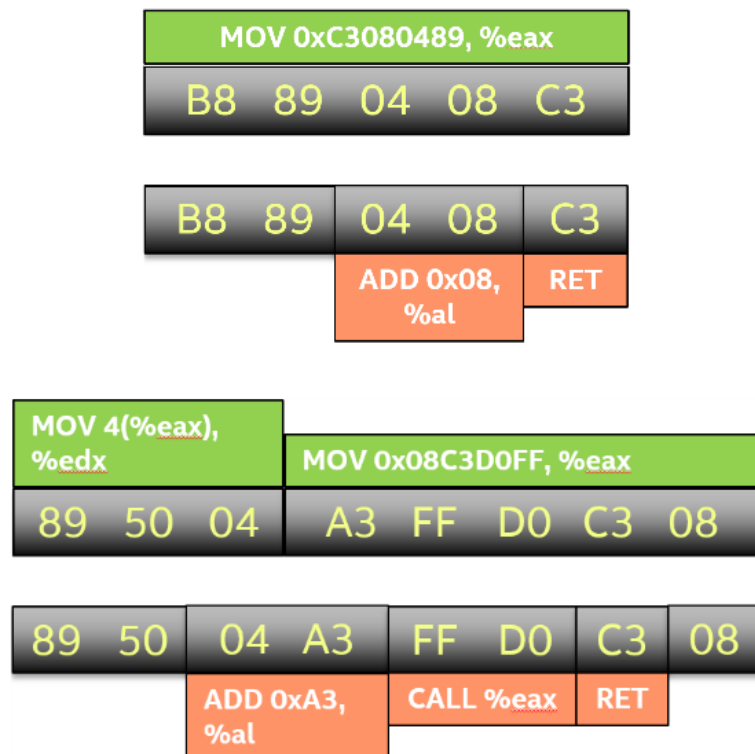 MOV 0xC3080489, %eax
B8 89 04 08 C3
B8 89 04 08 C3
ADD 0x08, RET
%al
MOV 4(%eax),
%edx
MOV 0x08C3D0FF, %eax
89 50 04 A3 FF D0 C3 08
89 50 04 A3 FF D0 C3 08
ADD 0xA3, CALL %eax RET
%al